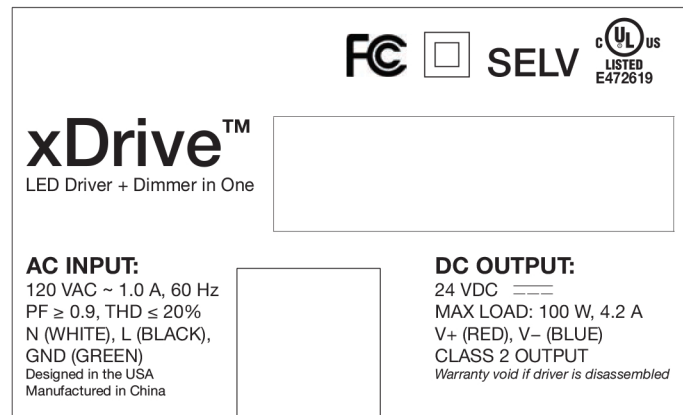 FC
SELV
C UL US
LISTED
E472619
xDrive™
LED Driver + Dimmer in One
AC INPUT:
120 VAC ~ 1.0 A, 60 Hz
PF ≥ 0.9, THD ≤ 20%
N (WHITE), L (BLACK),
GND (GREEN)
Designed in the USA
Manufactured in China
DC OUTPUT:
24 VDC ⎓
MAX LOAD: 100 W, 4.2 A
V+ (RED), V− (BLUE)
CLASS 2 OUTPUT
Warranty void if driver is disassembled